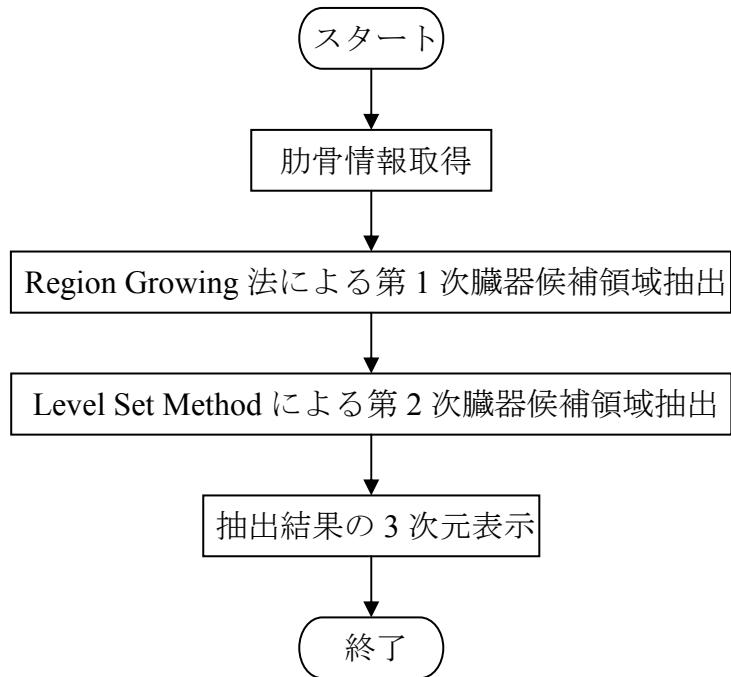 スタート
肋骨情報取得
Region Growing 法による第 1 次臓器候補領域抽出
Level Set Method による第 2 次臓器候補領域抽出
抽出結果の 3 次元表示
終了